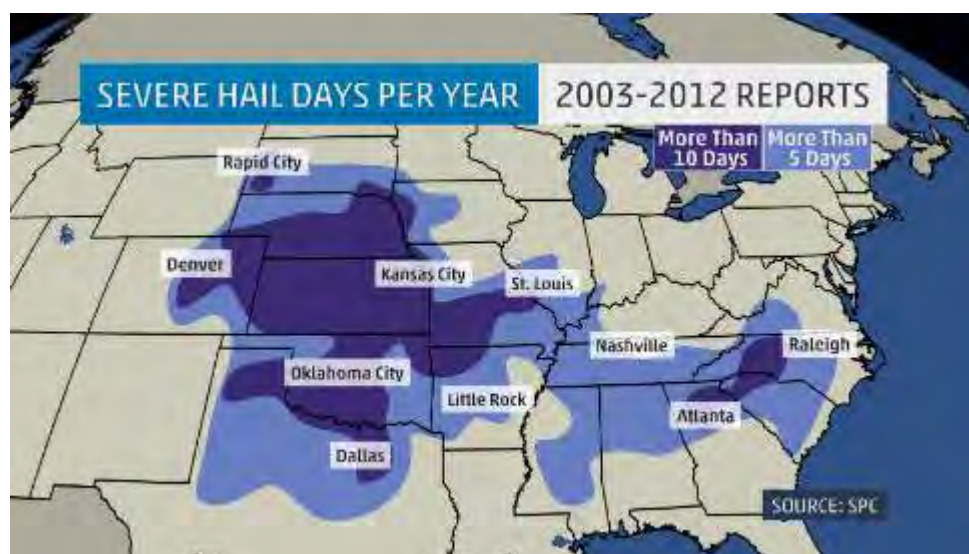 SEVERE HAIL DAYS PER YEAR
2003-2012 REPORTS
More Than
10 Days
More Than
5 Days
Rapid City
Denver
Kansas City
St. Louis
Nashville
Raleigh
Oklahoma City
Little Rock
Atlanta
Dallas
SOURCE: SPC